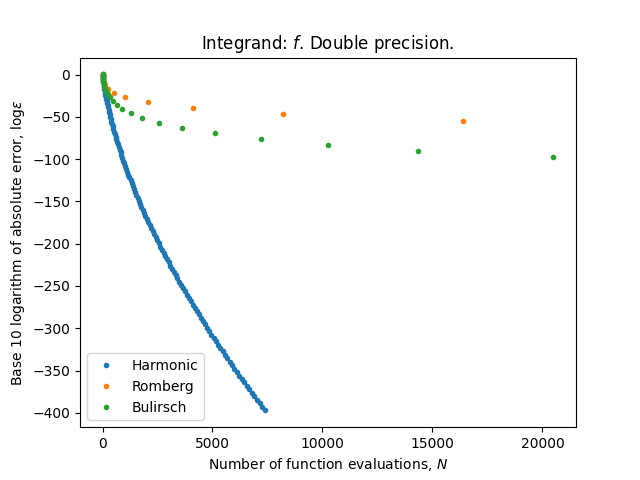 Integrand: f. Double precision.
Base 10 logarithm of absolute error, logε
0
−50
−100
−150
−200
−250
−300
−350
−400
Harmonic
Romberg
Bulirsch
0 5000 10000 15000 20000
Number of function evaluations, N